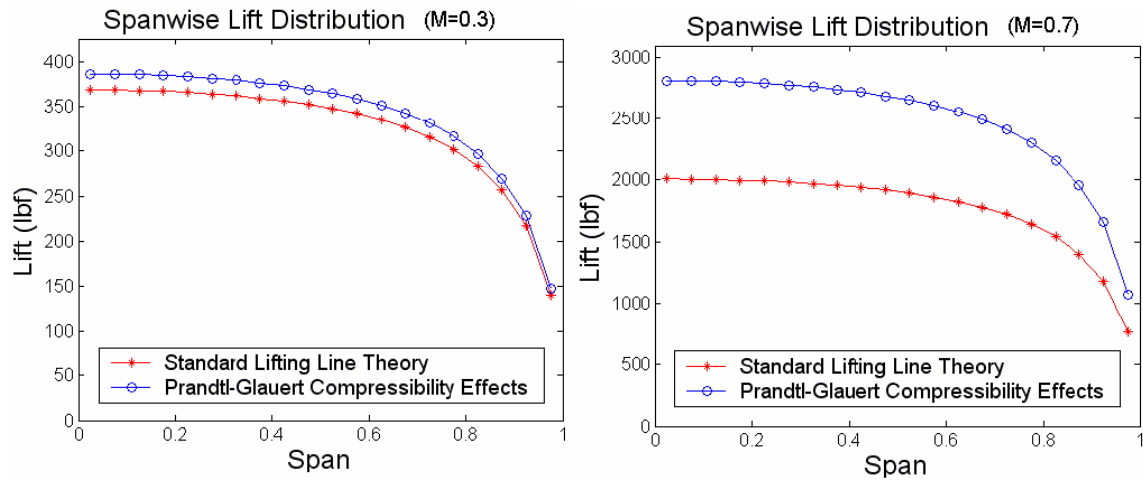 Spanwise Lift Distribution (M=0.3)
Lift (lbf)
400
350
300
250
200
150
100
50
0
0
0.2
0.4
0.6
0.8
1
Span
Standard Lifting Line Theory
Prandtl-Glauert Compressibility Effects
Spanwise Lift Distribution (M=0.7)
Lift (lbf)
3000
2500
2000
1500
1000
500
0
0
0.2
0.4
0.6
0.8
1
Span
Standard Lifting Line Theory
Prandtl-Glauert Compressibility Effects